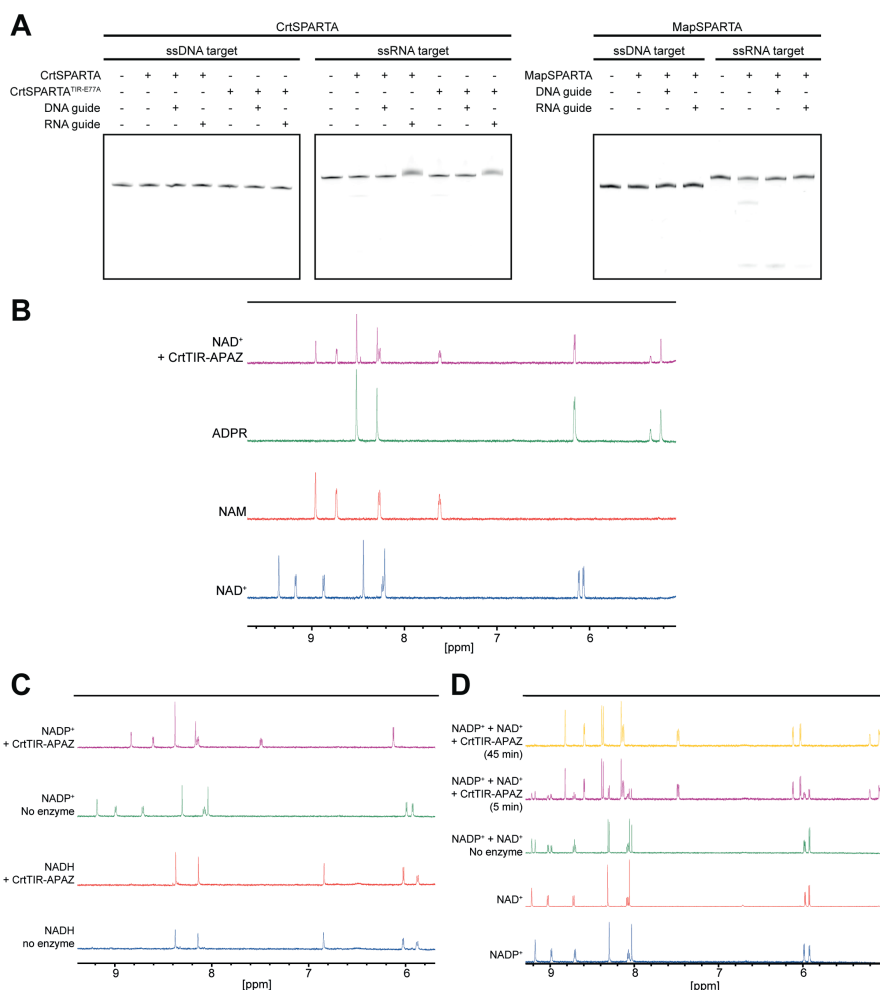 A
CrtSPARTA
MapSPARTA
ssDNA target
ssRNA target
ssDNA target
ssRNA target
CrtSPARTA - + + + - - - - + + + - - -
CrtSPARTA^TIR-E77A - - - - + + + - - - - + + +
DNA guide - - + - - + - - - + - - + -
RNA guide - - - + - - + - - - + - - +
MapSPARTA - + + + - + + +
DNA guide - - + - - - + -
RNA guide - - - + - - - +
B
NAD⁺
+ CrtTIR-APAZ
ADPR
NAM
NAD⁺
9 8 7 6
[ppm]
C
NADP⁺
+ CrtTIR-APAZ
NADP⁺
No enzyme
NADH
+ CrtTIR-APAZ
NADH
no enzyme
9 8 7 6
[ppm]
D
NADP⁺ + NAD⁺
+ CrtTIR-APAZ
(45 min)
NADP⁺ + NAD⁺
+ CrtTIR-APAZ
(5 min)
NADP⁺ + NAD⁺
No enzyme
NAD⁺
NADP⁺
9 8 7 6
[ppm]